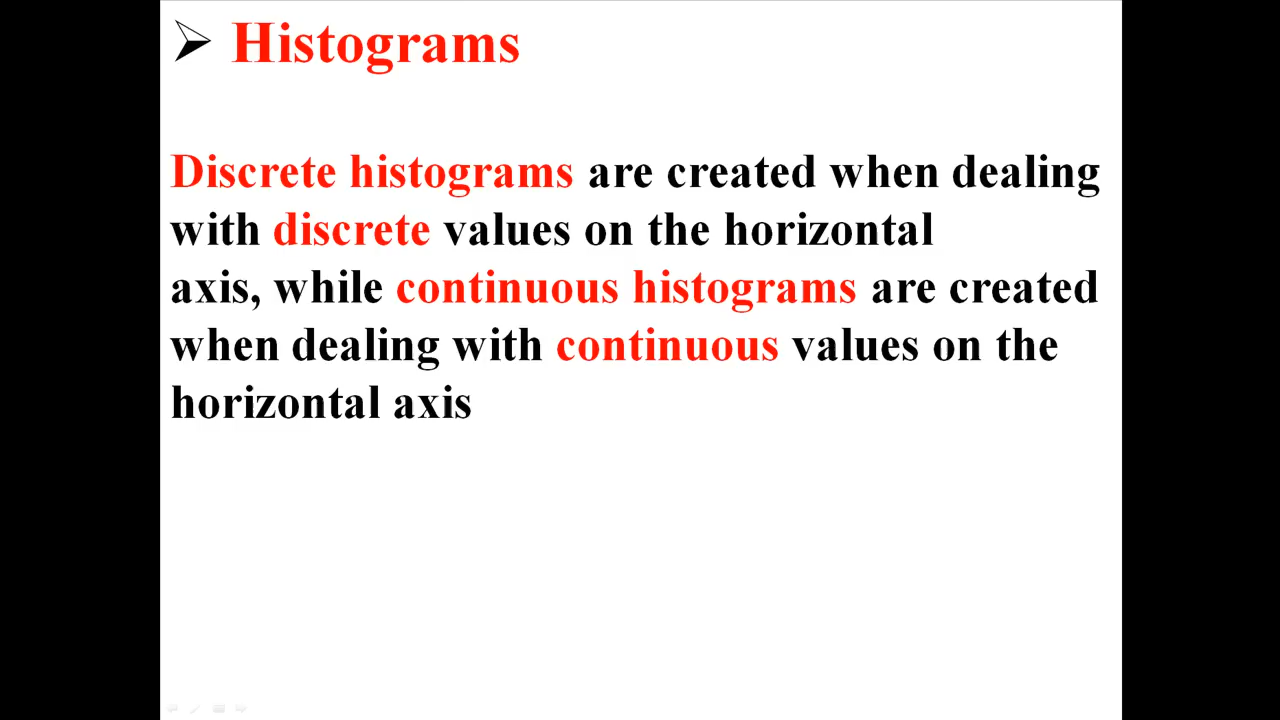 Histograms
Discrete histograms are created when dealing
with discrete values on the horizontal
axis, while continuous histograms are created
when dealing with continuous values on the
horizontal axis